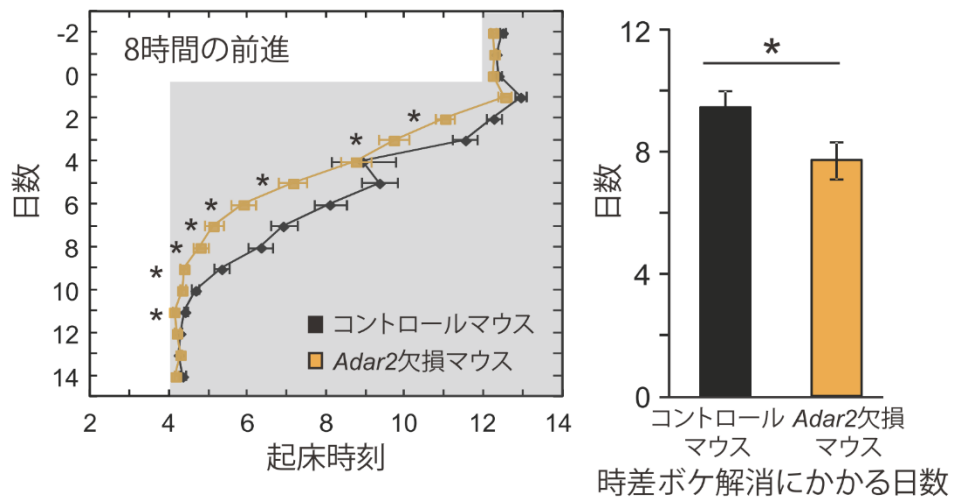 8時間の前進
-2
0
2
4
6
8
10
12
14
日数
*
*
*
*
*
*
*
*
コントロールマウス
Adar2欠損マウス
2 4 6 8 10 12 14
起床時刻
*
12
8
4
0
日数
コントロール
マウス
Adar2欠損
マウス
時差ボケ解消にかかる日数